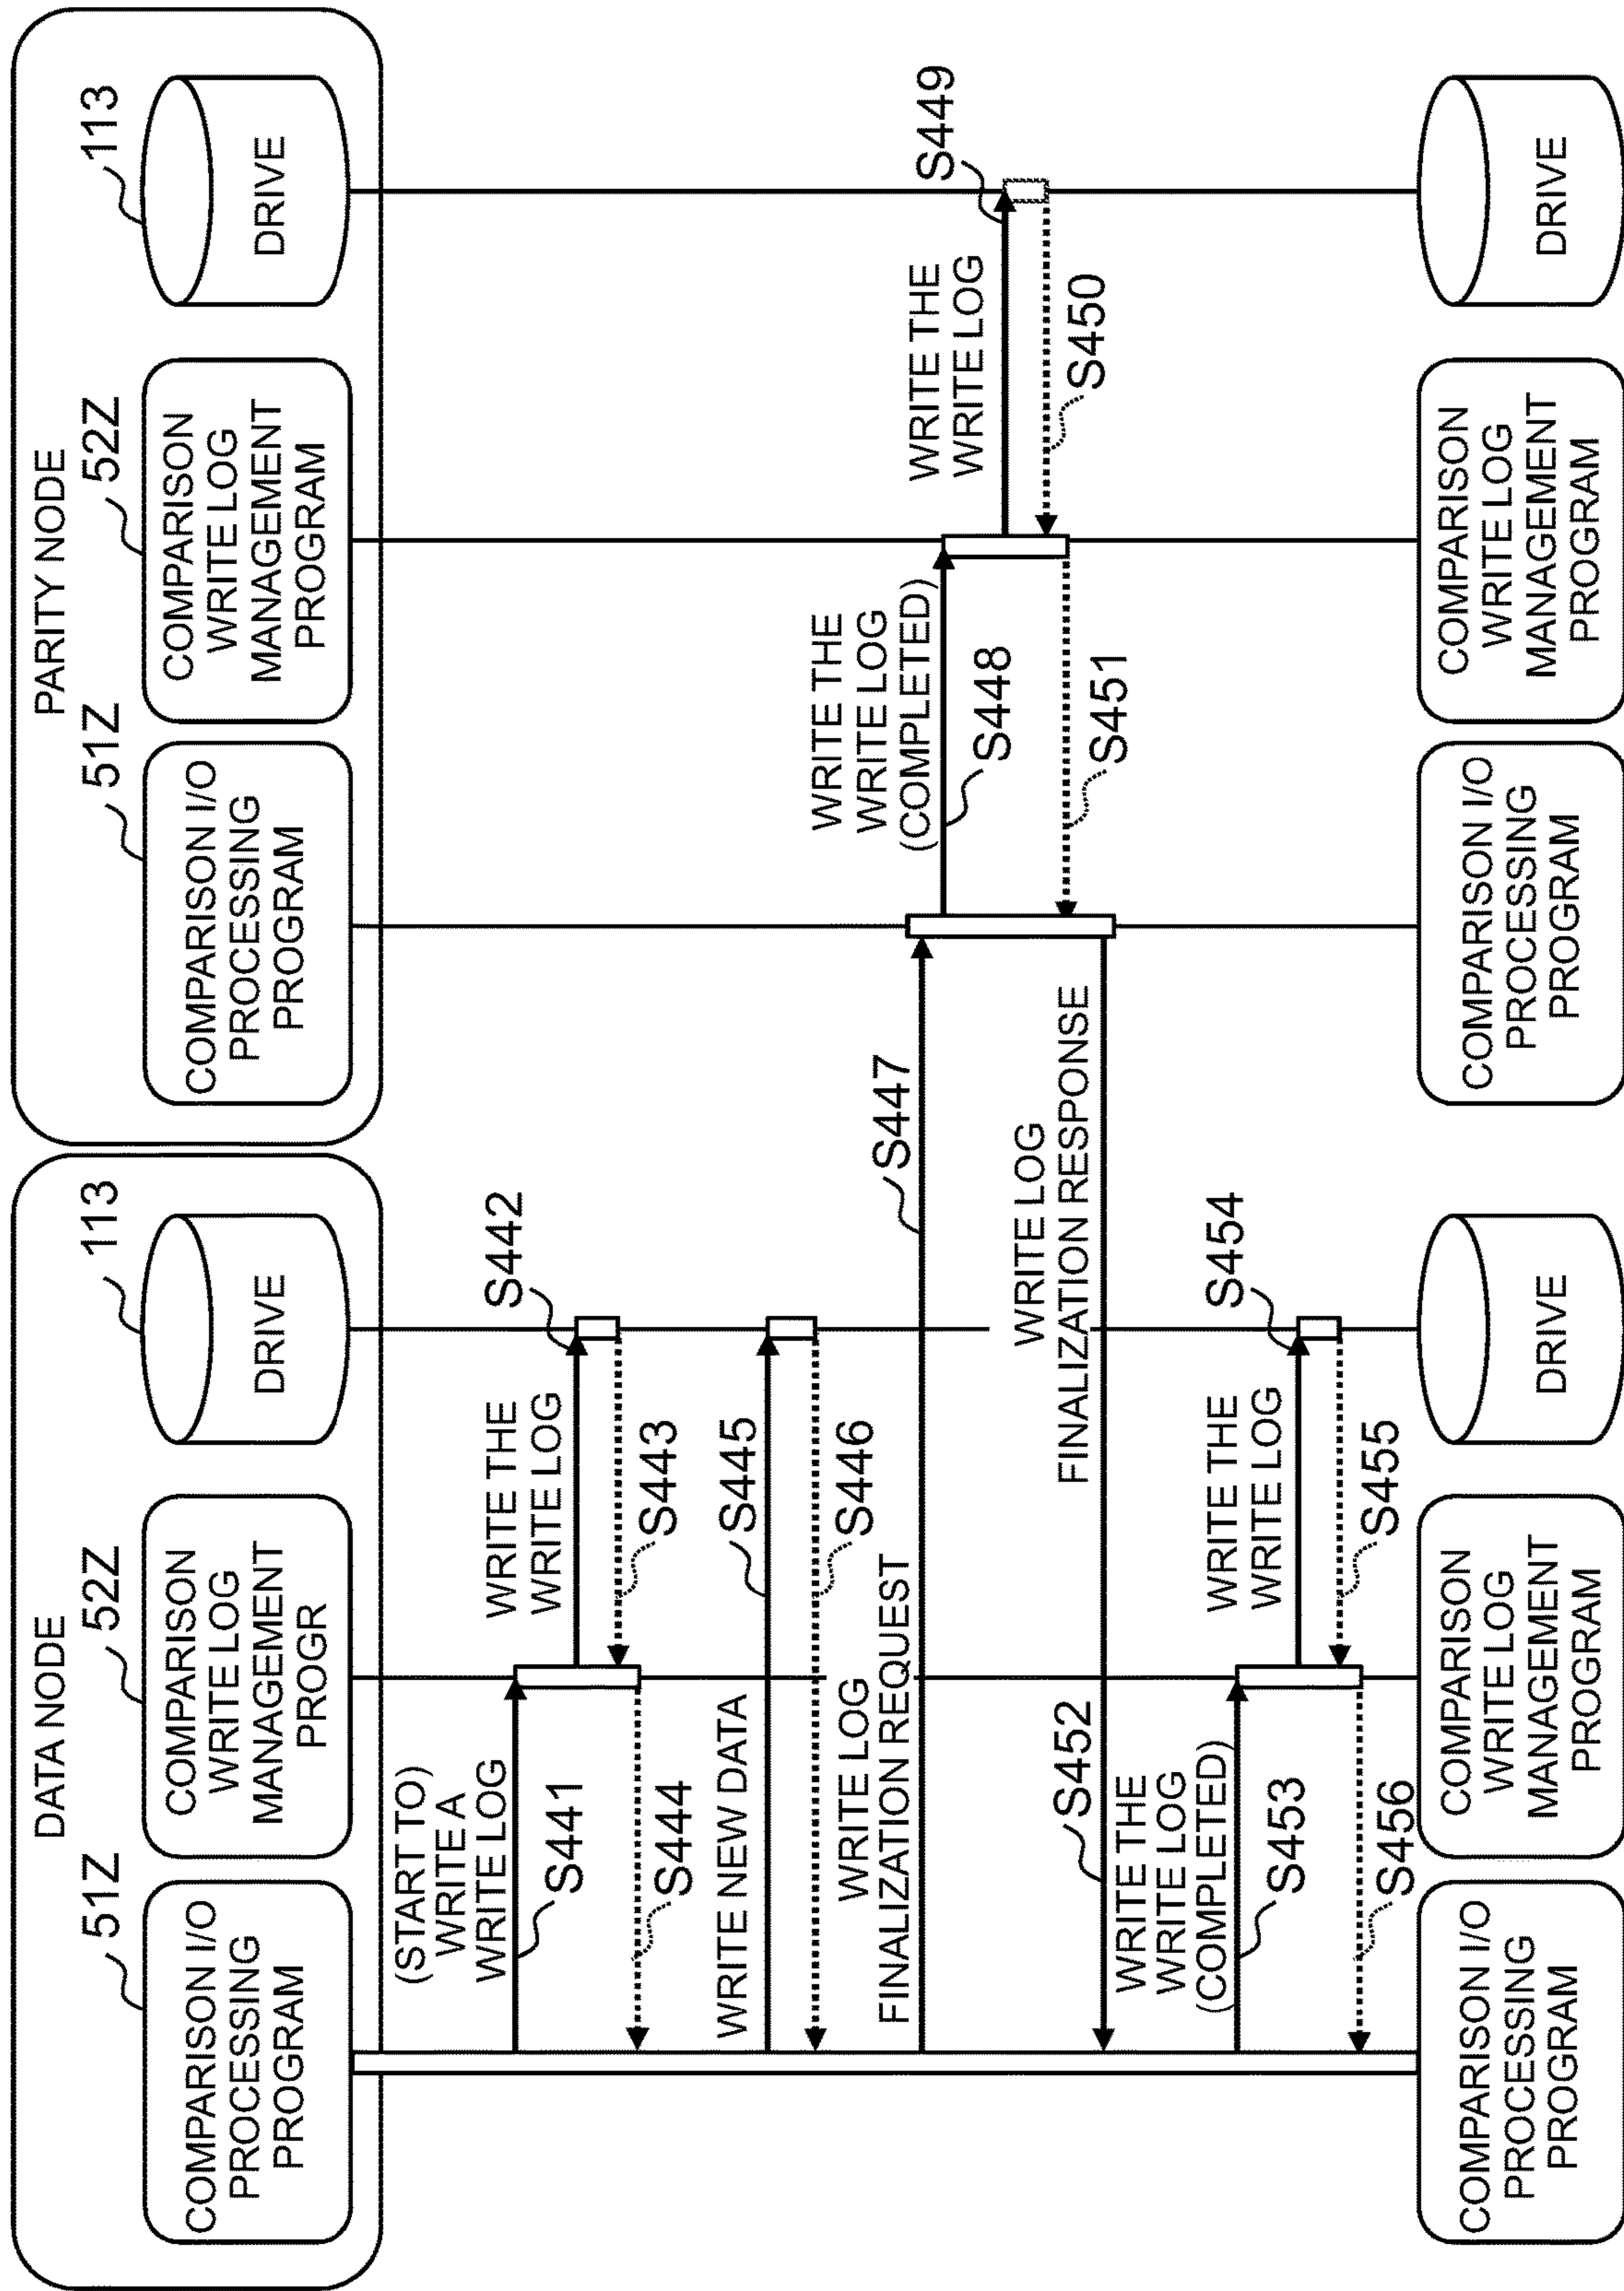 DATA NODE
51Z
COMPARISON I/O
PROCESSING
PROGRAM
52Z
COMPARISON
WRITE LOG
MANAGEMENT
PROGR
113
DRIVE
PARITY NODE
51Z
COMPARISON I/O
PROCESSING
PROGRAM
52Z
COMPARISON
WRITE LOG
MANAGEMENT
PROGRAM
113
DRIVE
(START TO)
WRITE A
WRITE LOG
S441
WRITE THE
WRITE LOG
S442
S443
S444
WRITE NEW DATA
S445
S446
WRITE LOG
FINALIZATION REQUEST
S447
WRITE THE
WRITE LOG
(COMPLETED)
S448
WRITE THE
WRITE LOG
S449
S450
S451
WRITE LOG
FINALIZATION RESPONSE
S452
WRITE THE
WRITE LOG
(COMPLETED)
S453
WRITE THE
WRITE LOG
S454
S455
S456
COMPARISON I/O
PROCESSING
PROGRAM
COMPARISON
WRITE LOG
MANAGEMENT
PROGRAM
DRIVE
COMPARISON I/O
PROCESSING
PROGRAM
COMPARISON
WRITE LOG
MANAGEMENT
PROGRAM
DRIVE